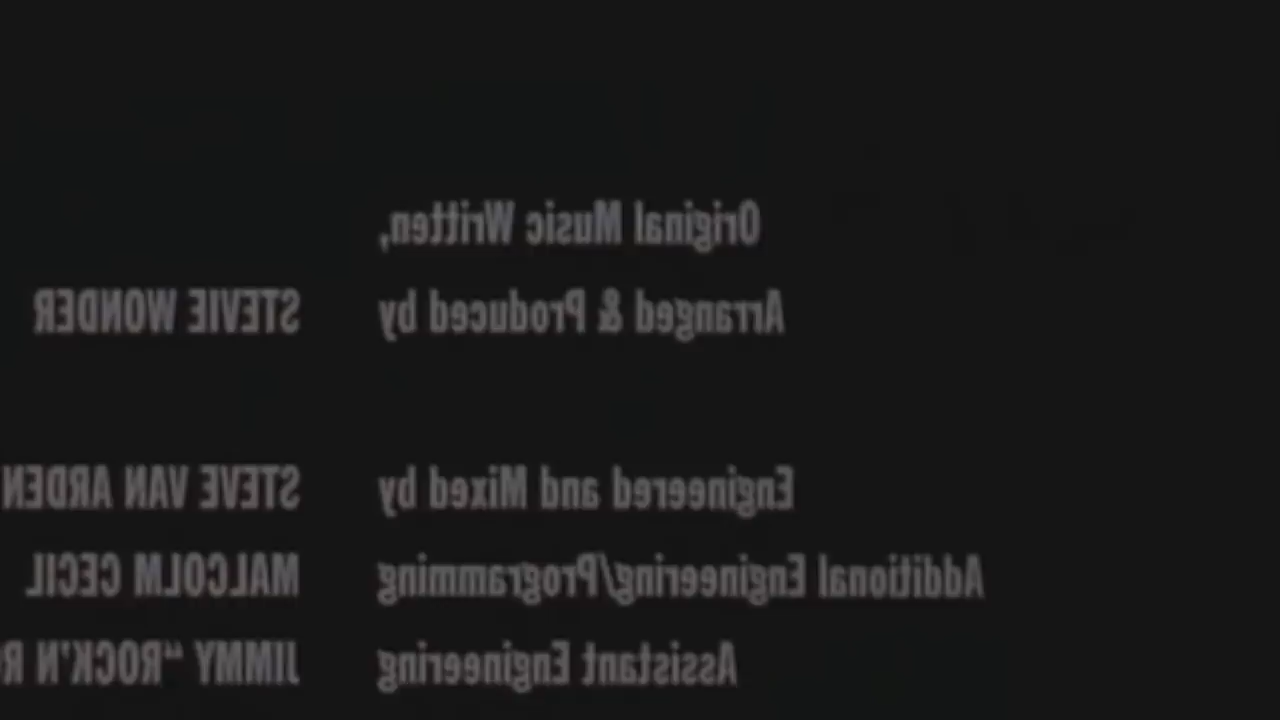 Original Music Written,
Arranged & Produced by STEVIE WONDER
Engineered and Mixed by STEVE VAN ARDEN
Additional Engineering/Programming MALCOLM CECIL
Assistant Engineering JIMMY "ROCK'N